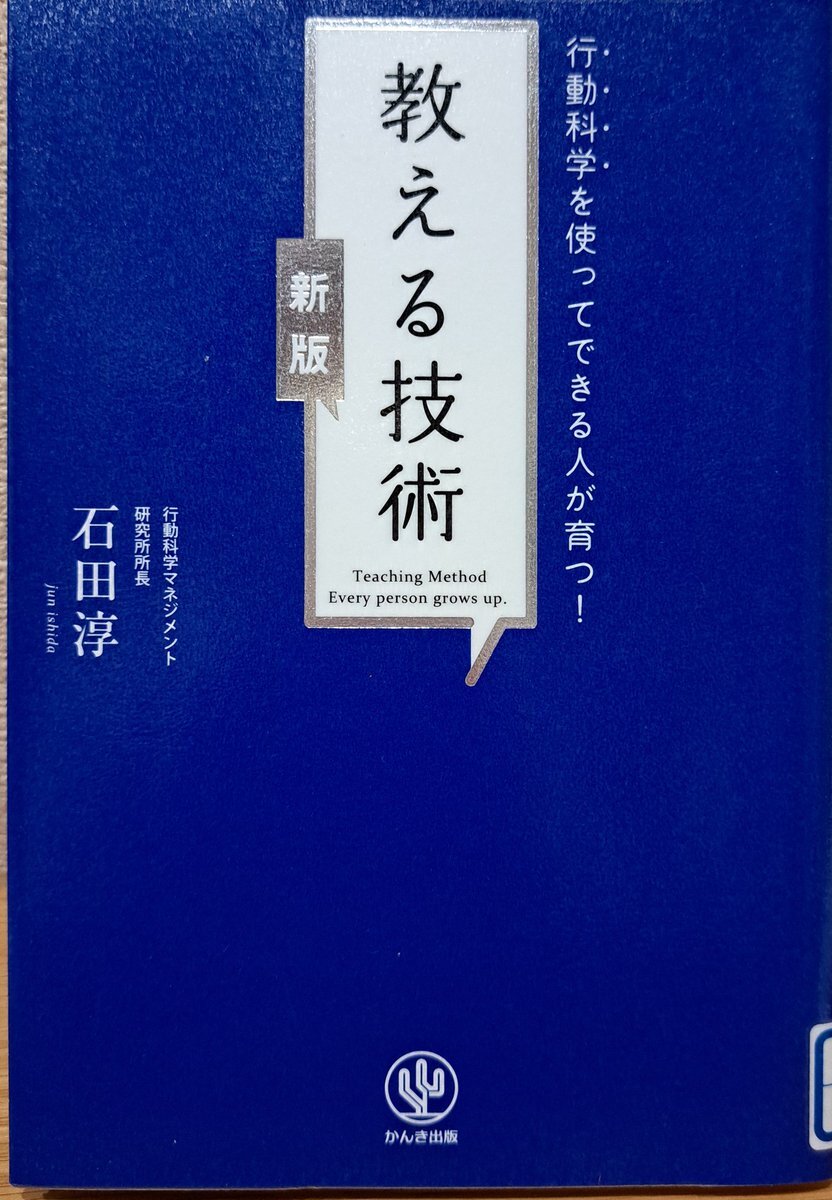 行動科学を使ってできる人が育つ!
教える技術
新版
Teaching Method
Every person grows up.
行動科学マネジメント
研究所所長
石田淳
jun ishida
かんき出版